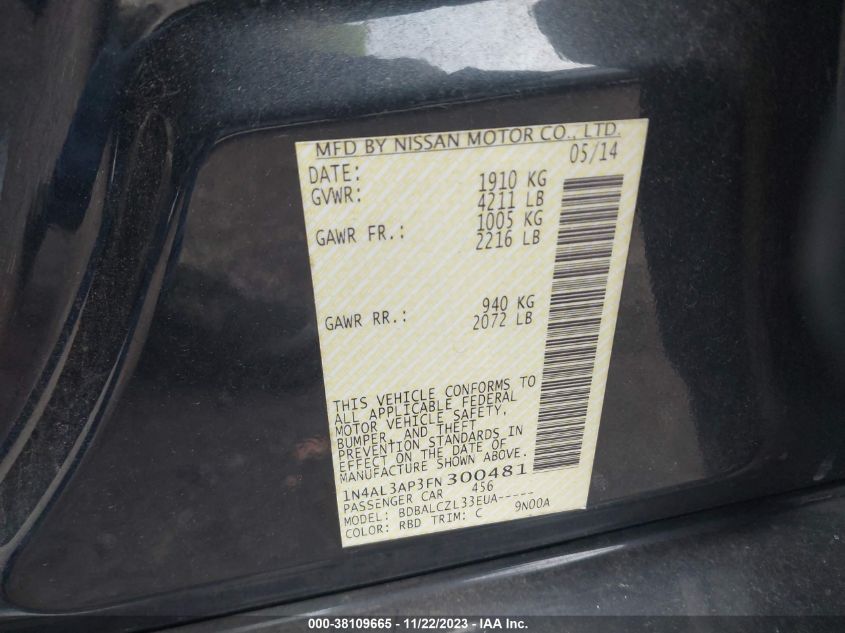 MFD BY NISSAN MOTOR CO., LTD.
DATE: 05/14
GVWR: 1910 KG
4211 LB
GAWR FR.: 1005 KG
2216 LB
GAWR RR.: 940 KG
2072 LB
THIS VEHICLE CONFORMS TO
ALL APPLICABLE FEDERAL
MOTOR VEHICLE SAFETY,
BUMPER, AND THEFT
PREVENTION STANDARDS IN
EFFECT ON THE DATE OF
MANUFACTURE SHOWN ABOVE.
1N4AL3AP3FN300481
PASSENGER CAR 456
MODEL: BDBALCZL33EUA-----
COLOR: RBD TRIM: C 9N00A
000-38109665 - 11/22/2023 - IAA Inc.